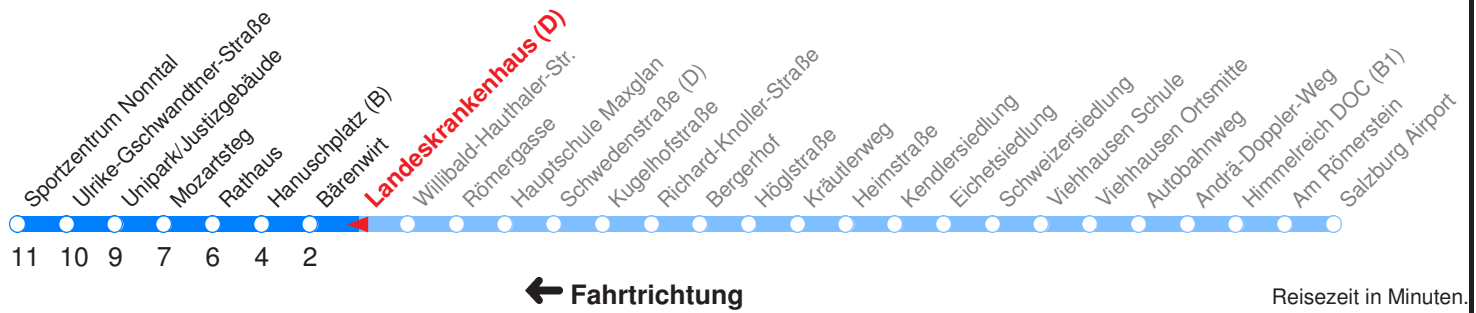 Sportzentrum Nonntal
Ulrike-Gschwandtner-Straße
Unipark/Justizgebäude
Mozartsteg
Rathaus
Hanuschplatz (B)
Bärenwirt
Landeskrankenhaus (D)
Willibald-Hauthaler-Str.
Römergasse
Hauptschule Maxglan
Schwedenstraße (D)
Kugelhofstraße
Richard-Knoller-Straße
Bergerhof
Höglstraße
Kräutlerweg
Heimstraße
Kendlersiedlung
Eichetsiedlung
Schweizersiedlung
Viehhausen Schule
Viehhausen Ortsmitte
Autobahnweg
Andrä-Doppler-Weg
Himmelreich DOC (B1)
Am Römerstein
Salzburg Airport
11 10 9 7 6 4 2
Fahrtrichtung
Reisezeit in Minuten.